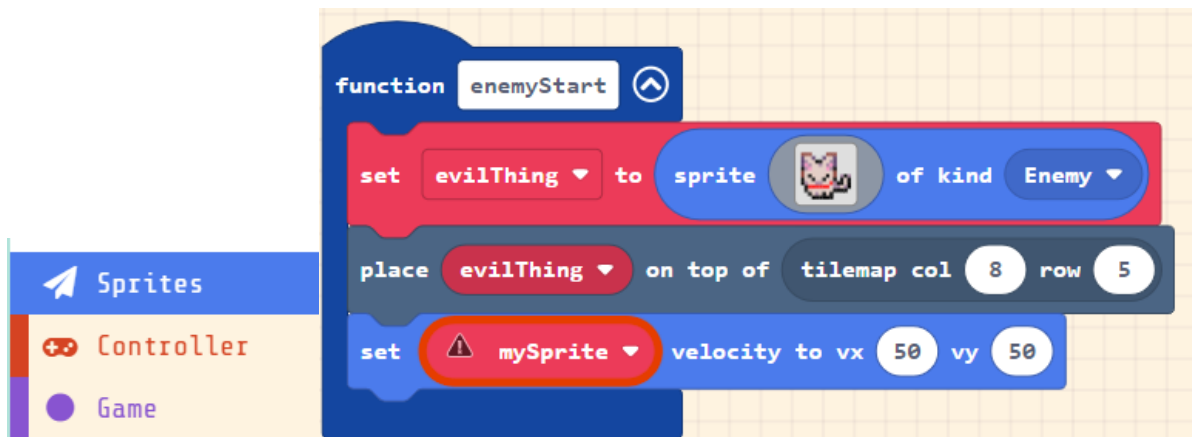 function enemyStart
set evilThing to sprite of kind Enemy
place evilThing on top of tilemap col 8 row 5
set mySprite velocity to vx 50 vy 50
Sprites
Controller
Game